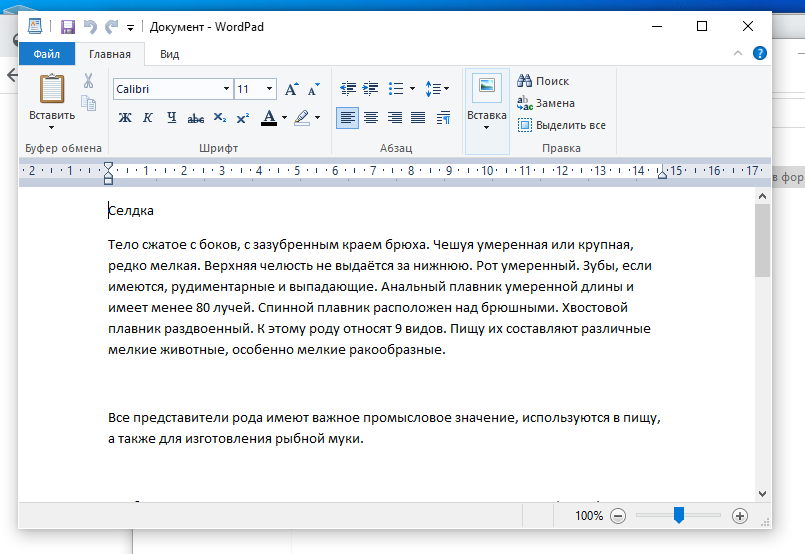 Документ - WordPad
Файл
Главная
Вид
Вставить
Буфер обмена
Calibri
11
Ж К Ч abc X₂ X² А
Шрифт
Абзац
Вставка
Поиск
Замена
Выделить все
Правка
2 1 1 2 3 4 5 6 7 8 9 10 11 12 13 14 15 16 17
в фор
Селдка
Тело сжатое с боков, с зазубренным краем брюха. Чешуя умеренная или крупная,
редко мелкая. Верхняя челюсть не выдаётся за нижнюю. Рот умеренный. Зубы, если
имеются, рудиментарные и выпадающие. Анальный плавник умеренной длины и
имеет менее 80 лучей. Спинной плавник расположен над брюшными. Хвостовой
плавник раздвоенный. К этому роду относят 9 видов. Пищу их составляют различные
мелкие животные, особенно мелкие ракообразные.
Все представители рода имеют важное промысловое значение, используются в пищу,
а также для изготовления рыбной муки.
100%